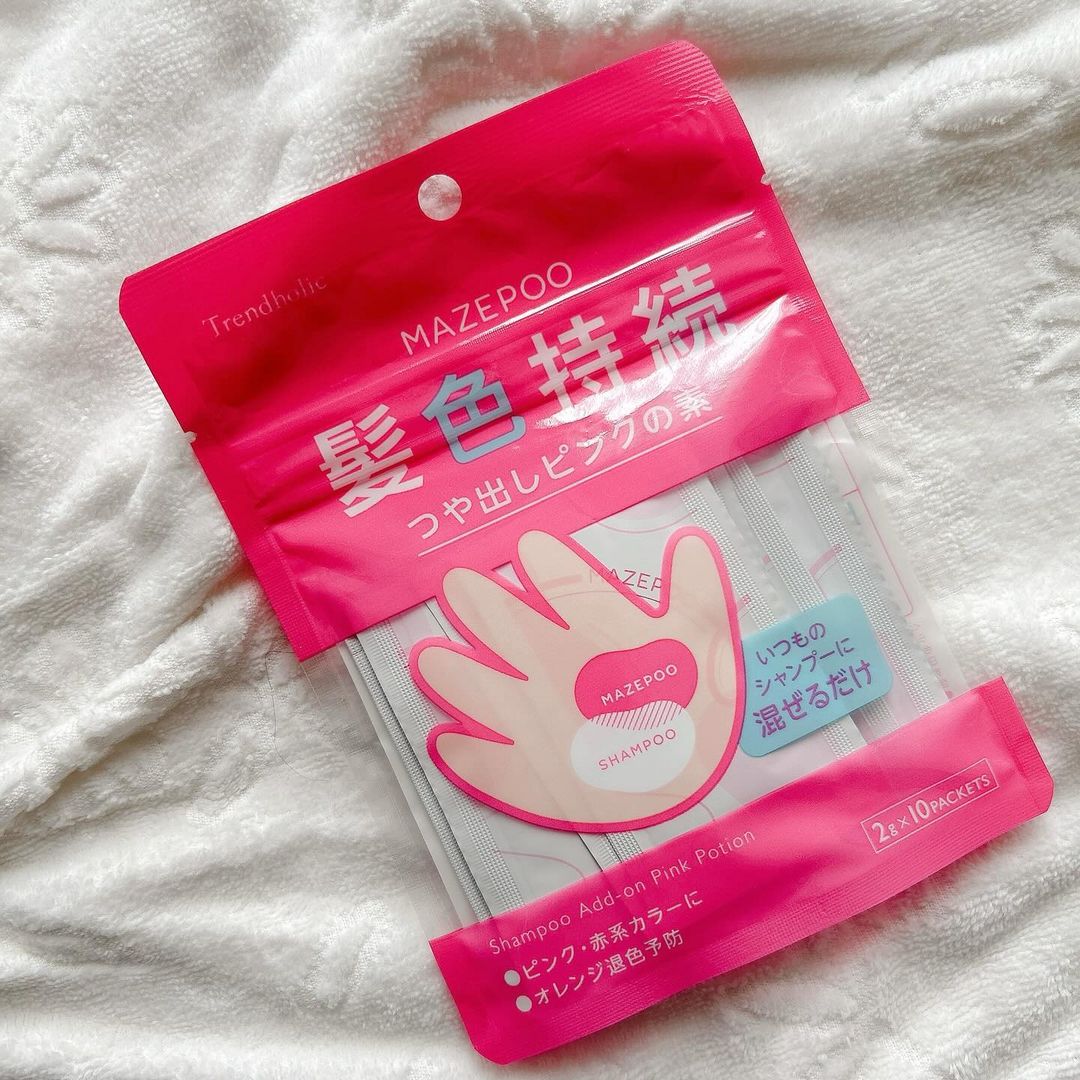 Trendholic
MAZEPOO
髪色持続
つや出しピンクの素
MAZEP
MAZEPOO
SHAMPOO
いつもの
シャンプーに
混ぜるだけ
2g×10PACKETS
Shampoo Add-on Pink Potion
●ピンク・赤系カラーに
●オレンジ退色予防